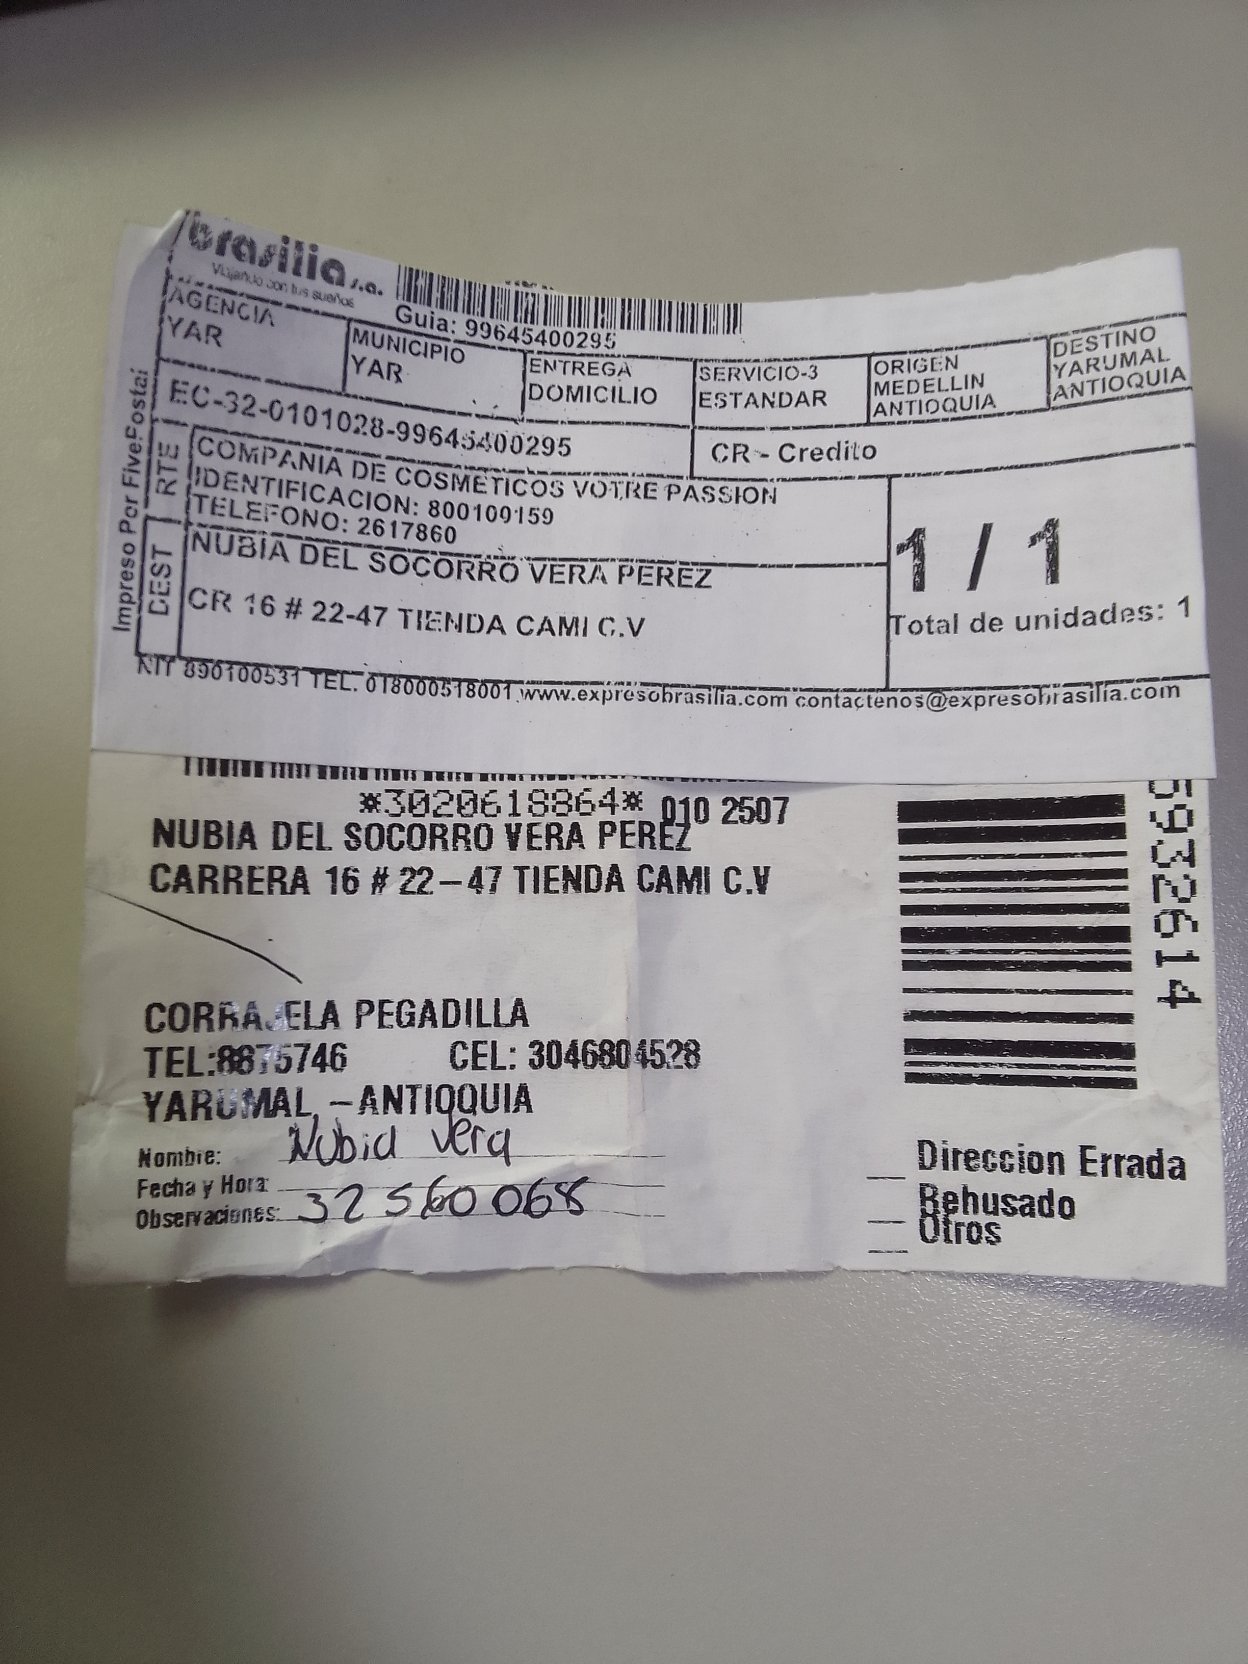 brasilia s.a.
Viajando con tus sueños
Guia: 99645400295
AGENCIA
YAR
MUNICIPIO
YAR
ENTREGA
DOMICILIO
SERVICIO-3
ESTANDAR
ORIGEN
MEDELLIN
ANTIOQUIA
DESTINO
YARUMAL
ANTIOQUIA
EC-32-0101028-99645400295
CR - Credito
Impreso Por FivePostal
RTE
COMPANIA DE COSMETICOS VOTRE PASSION
IDENTIFICACION: 800109159
TELEFONO: 2617860
DEST
NUBIA DEL SOCORRO VERA PEREZ
CR 16 # 22-47 TIENDA CAMI C.V
1 / 1
Total de unidades: 1
NIT 890100531 TEL. 018000518001 www.expresobrasilia.com contactenos@expresobrasilia.com
*3020618864* 010 2507
NUBIA DEL SOCORRO VERA PEREZ
CARRERA 16 # 22-47 TIENDA CAMI C.V
CORRAJELA PEGADILLA
TEL:8875746 CEL: 3046804528
YARUMAL -ANTIOQUIA
Nombre: Nubia Vera
Fecha y Hora:
Observaciones: 32560068
5932614
Direccion Errada
Rehusado
Otros